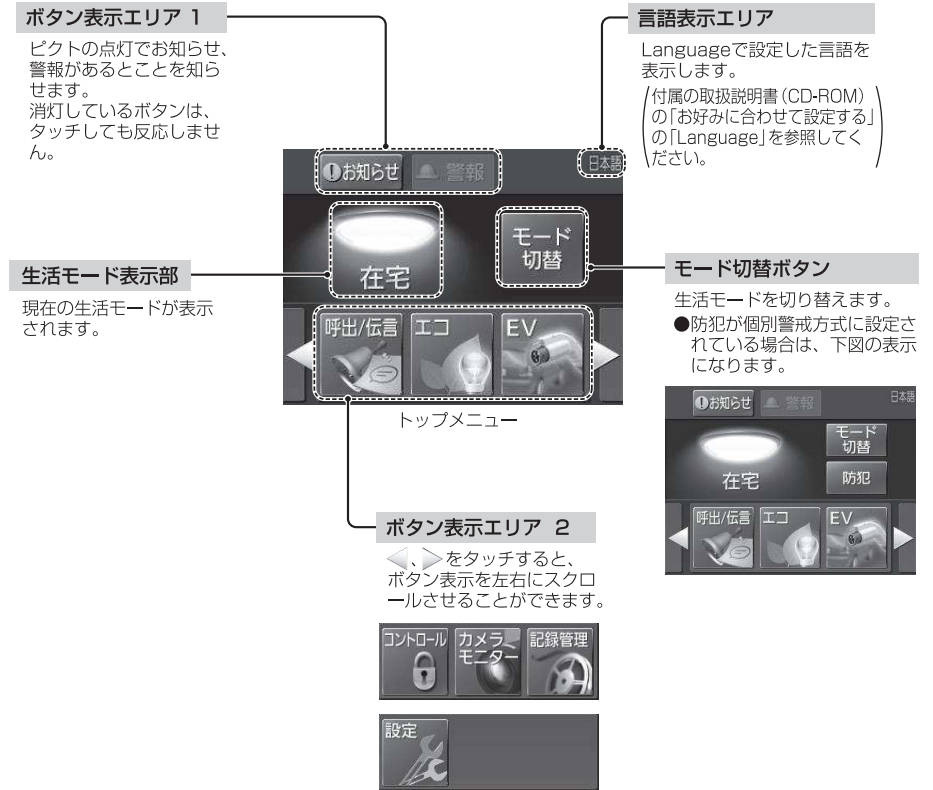 ボタン表示エリア 1
ピクトの点灯でお知らせ、
警報があるとことを知ら
せます。
消灯しているボタンは、
タッチしても反応しませ
ん。
言語表示エリア
Languageで設定した言語を
表示します。
付属の取扱説明書(CD-ROM)
の「お好みに合わせて設定する」
の「Language」を参照してく
ださい。
お知らせ 警報 日本語
在宅
モード
切替
呼出/伝言 エコ EV
トップメニュー
生活モード表示部
現在の生活モードが表示
されます。
モード切替ボタン
生活モードを切り替えます。
●防犯が個別警戒方式に設定さ
れている場合は、下図の表示
になります。
お知らせ 警報 日本語
在宅
モード
切替
防犯
呼出/伝言 エコ EV
ボタン表示エリア 2
、をタッチすると、
ボタン表示を左右にスクロ
ールさせることができます。
コントロール カメラ 記録管理
モニター
設定